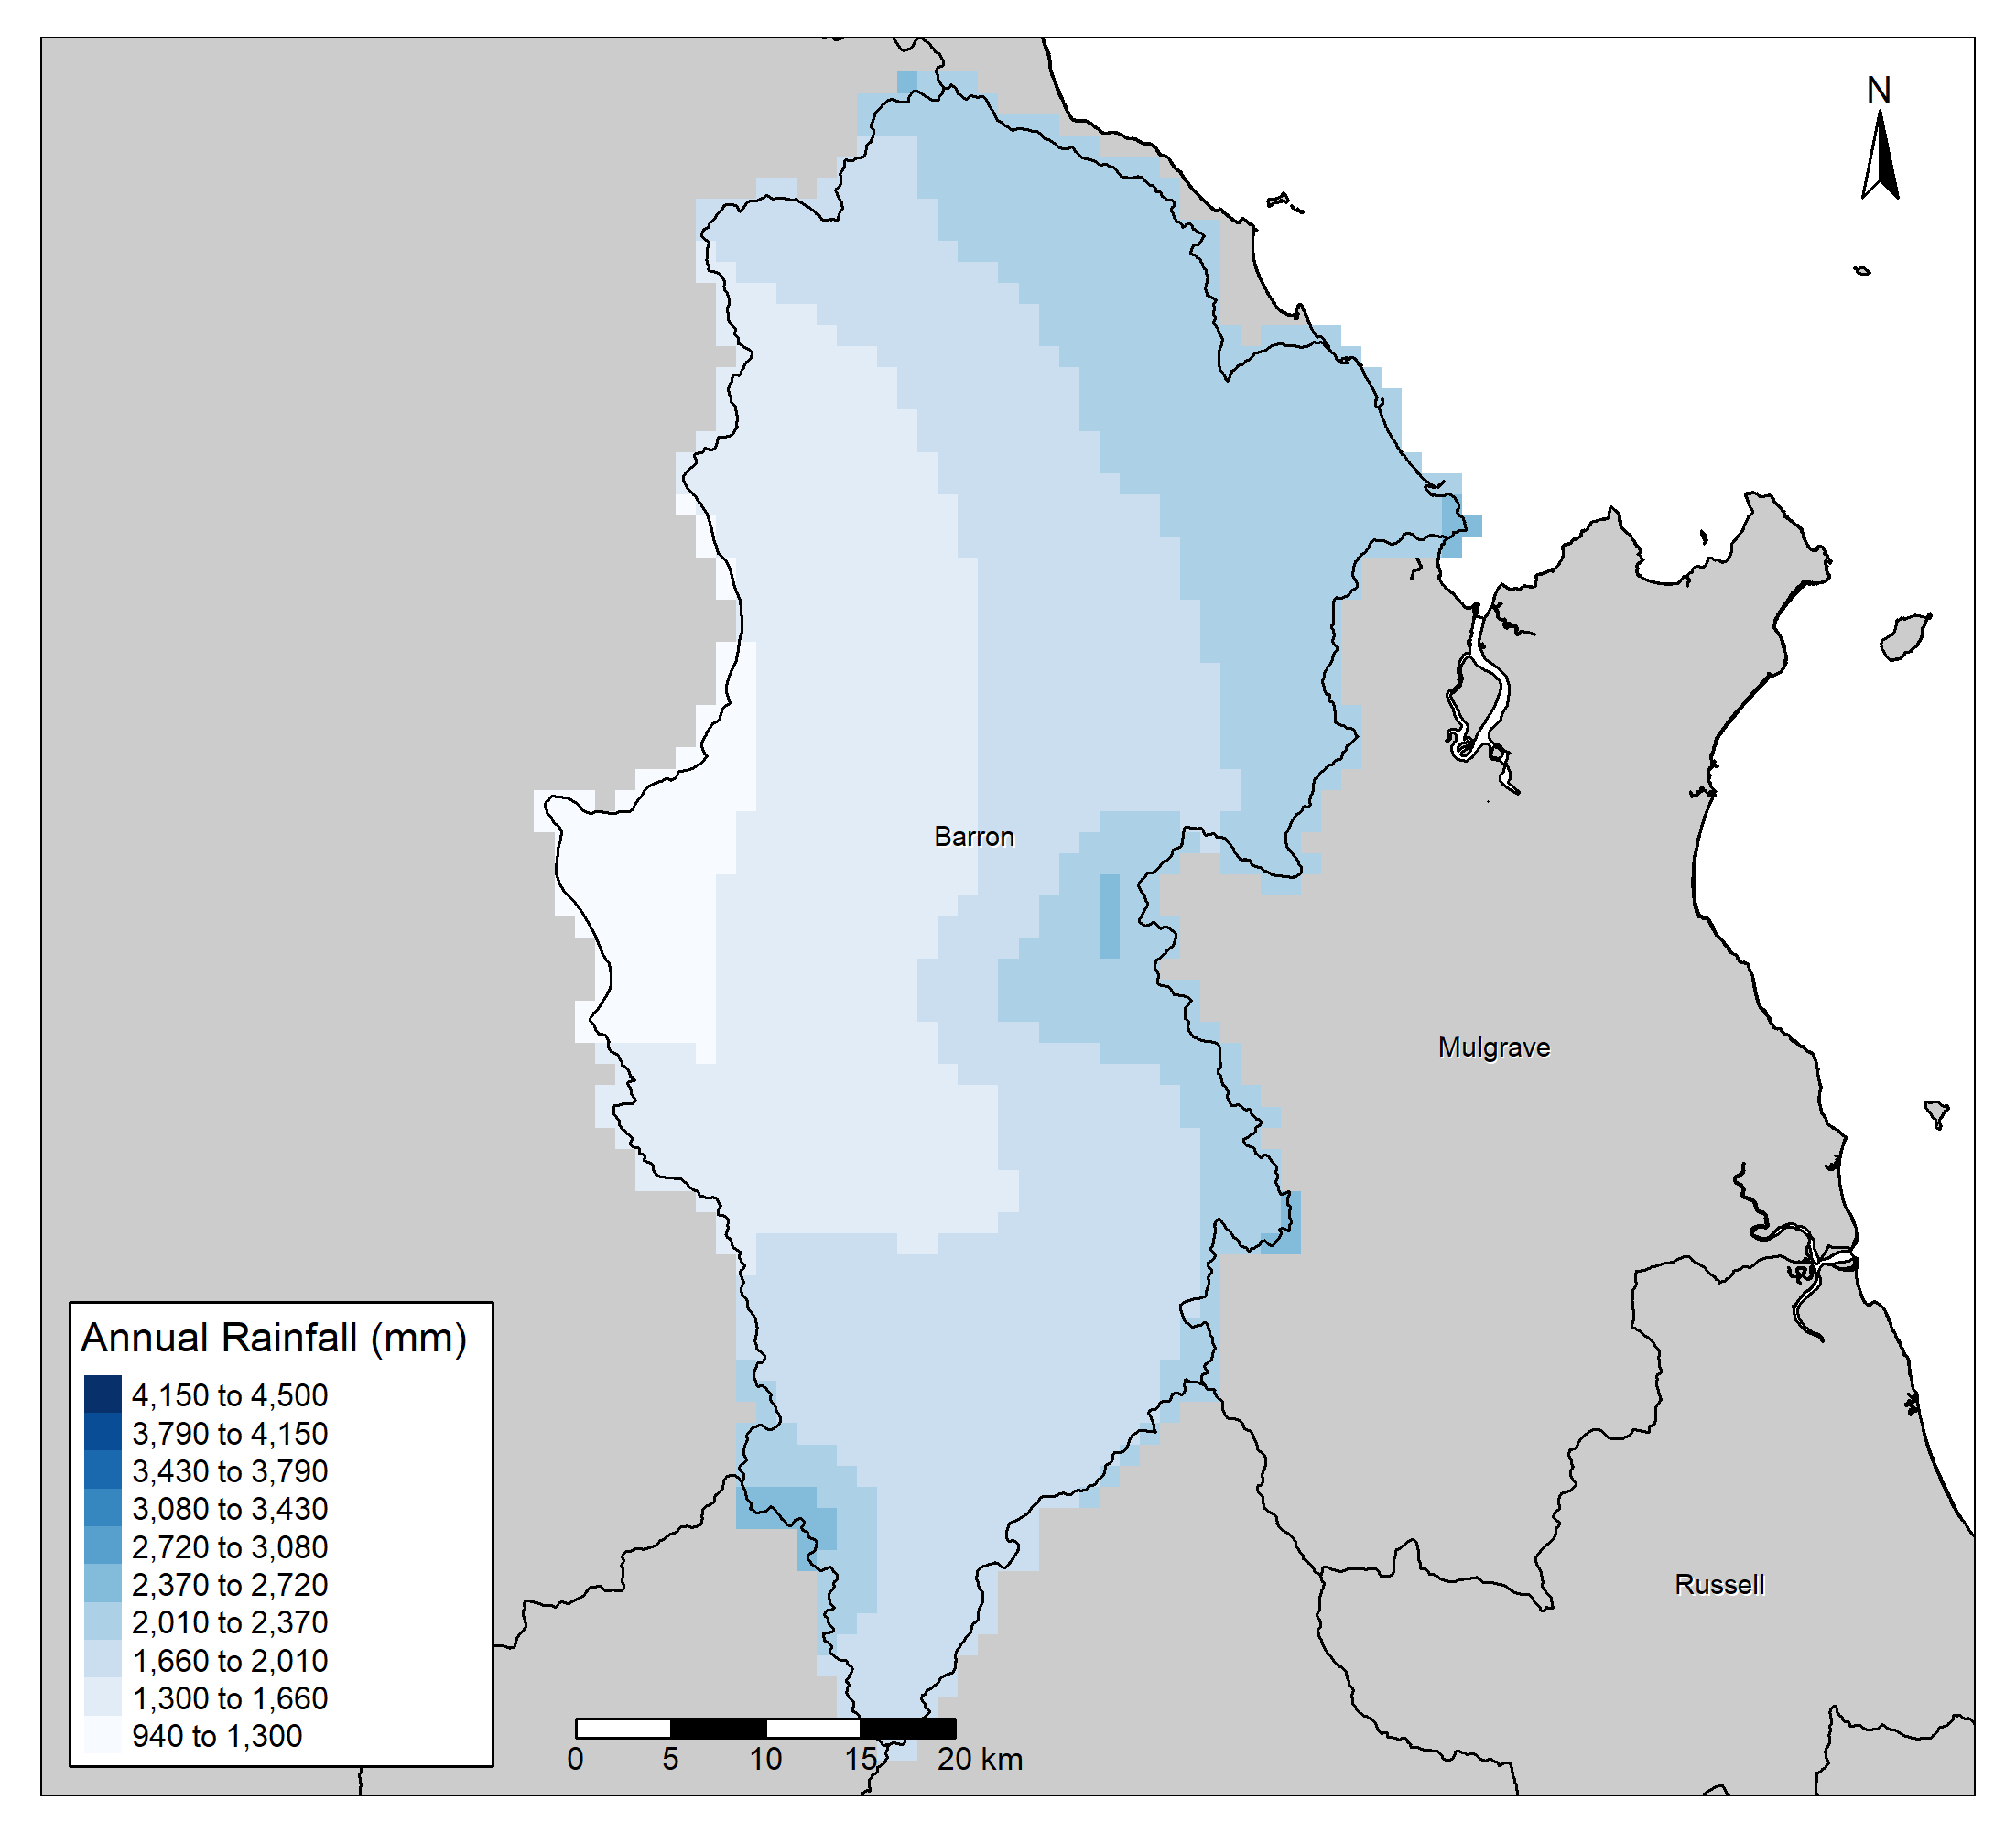 N
Barron
Mulgrave
Russell
Annual Rainfall (mm)
4,150 to 4,500
3,790 to 4,150
3,430 to 3,790
3,080 to 3,430
2,720 to 3,080
2,370 to 2,720
2,010 to 2,370
1,660 to 2,010
1,300 to 1,660
940 to 1,300
0 5 10 15 20 km